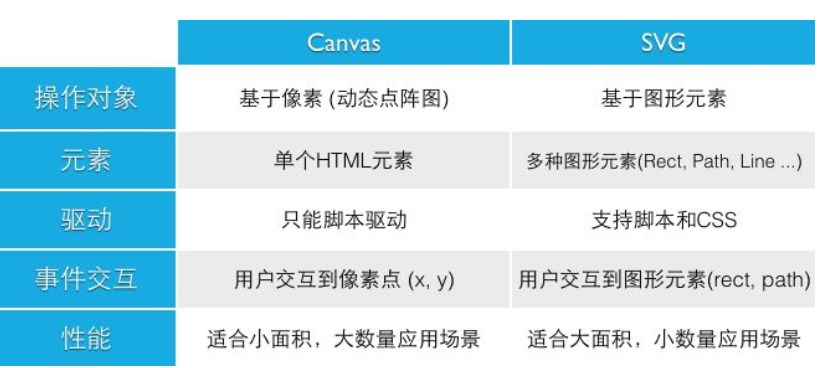 Canvas SVG
操作对象 基于像素 (动态点阵图) 基于图形元素
元素 单个HTML元素 多种图形元素(Rect, Path, Line ...)
驱动 只能脚本驱动 支持脚本和CSS
事件交互 用户交互到像素点 (x, y) 用户交互到图形元素(rect, path)
性能 适合小面积，大数量应用场景 适合大面积，小数量应用场景